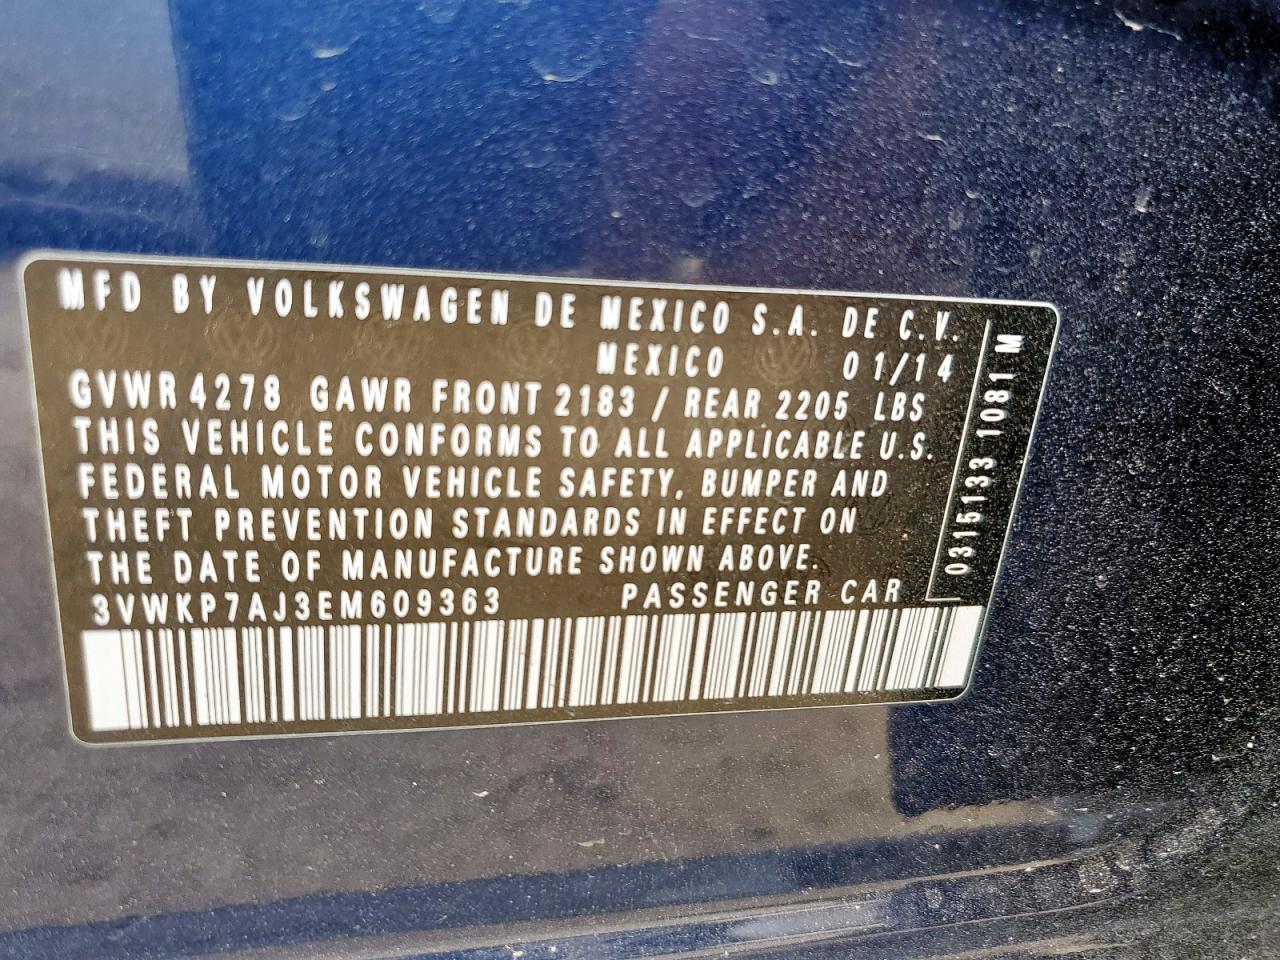 MFD BY VOLKSWAGEN DE MEXICO S.A. DE C.V.
MEXICO 01/14
GVWR 4278 GAWR FRONT 2183 / REAR 2205 LBS
THIS VEHICLE CONFORMS TO ALL APPLICABLE U.S.
FEDERAL MOTOR VEHICLE SAFETY, BUMPER AND
THEFT PREVENTION STANDARDS IN EFFECT ON
THE DATE OF MANUFACTURE SHOWN ABOVE.
3VWKP7AJ3EM609363 PASSENGER CAR
0315133 1081 M